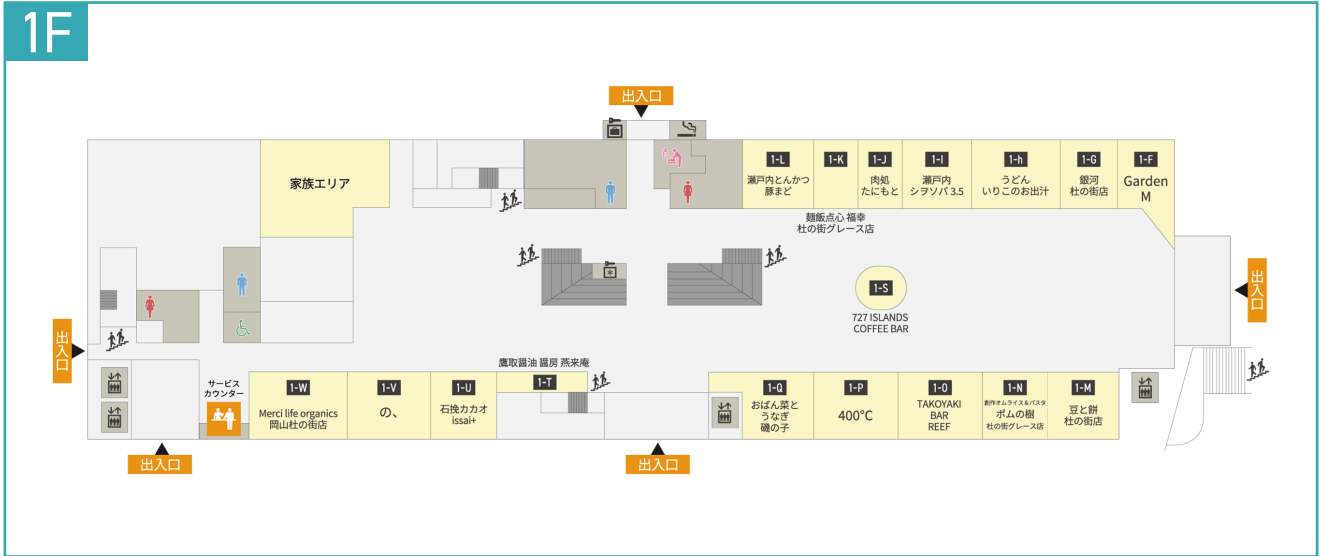 1F
出入口
家族エリア
1-L
瀬戸内とんかつ
豚まど
1-K
麺飯点心 福幸
杜の街グレース店
1-J
肉処
たにもと
1-I
瀬戸内
シヲソバ 3.5
1-h
うどん
いりこのお出汁
1-G
銀河
杜の街店
1-F
Garden
M
1-S
727 ISLANDS
COFFEE BAR
出入口
出入口
サービス
カウンター
1-W
Merci life organics
岡山杜の街店
1-V
の、
1-U
石挽カカオ
issai+
鷹取醤油 醤房 燕来庵
1-T
1-Q
おばん菜と
うなぎ
磯の子
1-P
400℃
1-O
TAKOYAKI
BAR
REEF
1-N
創作オムライス&パスタ
ポムの樹
杜の街グレース店
1-M
豆と餅
杜の街店
出入口
出入口